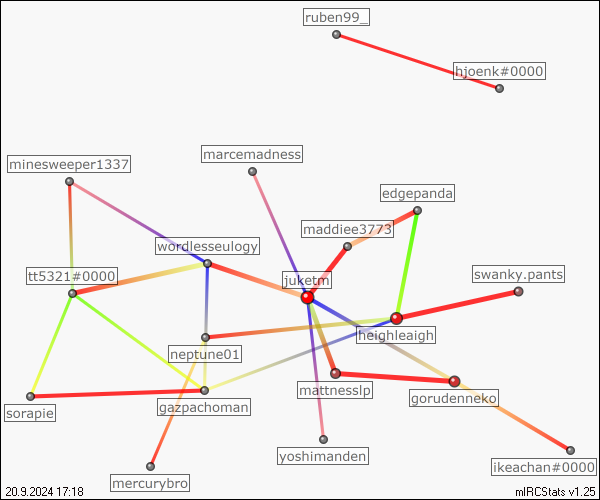 ruben99_
hjoenk#0000
marcemadness
minesweeper1337
edgepanda
maddiee3773
wordlesseulogy
tt5321#0000
juketm
swanky.pants
heighleaigh
neptune01
mattnesslp
gorudenneko
gazpachoman
sorapie
yoshimanden
ikeachan#0000
mercurybro
20.9.2024 17:18
mIRCStats v1.25